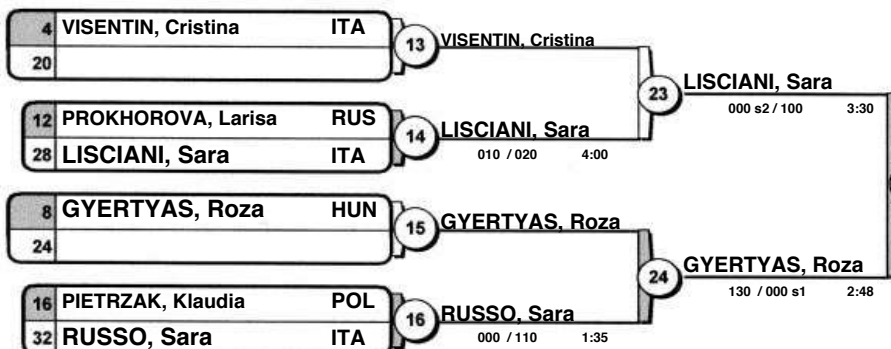 4 VISENTIN, Cristina ITA
20
13 VISENTIN, Cristina
12 PROKHOROVA, Larisa RUS
28 LISCIANI, Sara ITA
14 LISCIANI, Sara
010 / 020 4:00
23 LISCIANI, Sara
000 s2 / 100 3:30
8 GYERTYAS, Roza HUN
24
15 GYERTYAS, Roza
16 PIETRZAK, Klaudia POL
32 RUSSO, Sara ITA
16 RUSSO, Sara
000 / 110 1:35
24 GYERTYAS, Roza
130 / 000 s1 2:48